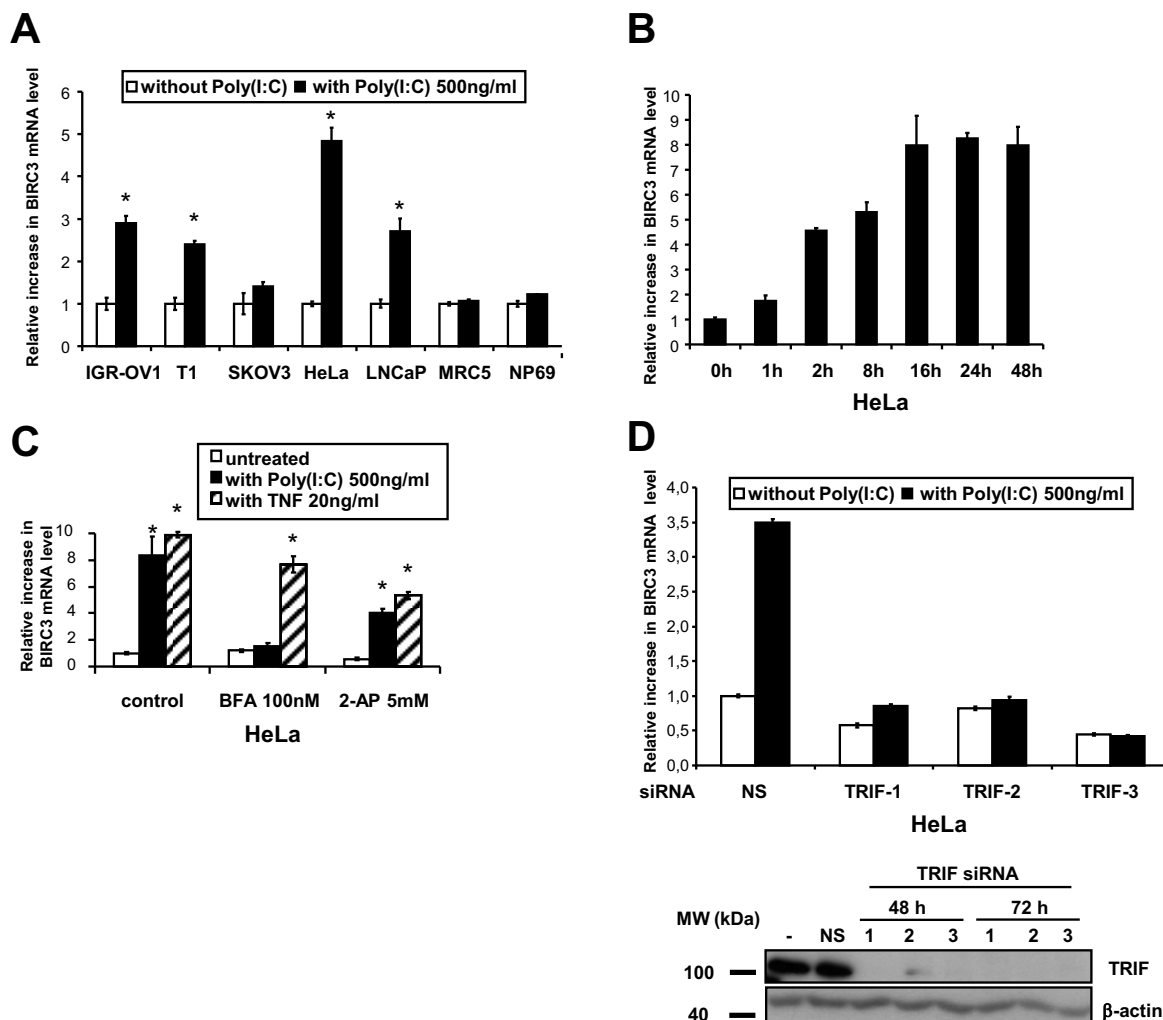 A
without Poly(I:C) with Poly(I:C) 500ng/ml
Relative increase in BIRC3 mRNA level
6
5
4
3
2
1
0
* * * *
IGR-OV1 T1 SKOV3 HeLa LNCaP MRC5 NP69
B
Relative increase in BIRC3 mRNA level
10
9
8
7
6
5
4
3
2
1
0
0h 1h 2h 8h 16h 24h 48h
HeLa
C
untreated
with Poly(I:C) 500ng/ml
with TNF 20ng/ml
Relative increase in
BIRC3 mRNA level
10
8
6
4
2
0
* * * * *
control BFA 100nM 2-AP 5mM
HeLa
D
without Poly(I:C) with Poly(I:C) 500ng/ml
Relative increase in BIRC3 mRNA level
4,0
3,5
3,0
2,5
2,0
1,5
1,0
0,5
0,0
siRNA NS TRIF-1 TRIF-2 TRIF-3
HeLa
TRIF siRNA
48 h 72 h
MW (kDa)
- NS 1 2 3 1 2 3
100 TRIF
40 β-actin